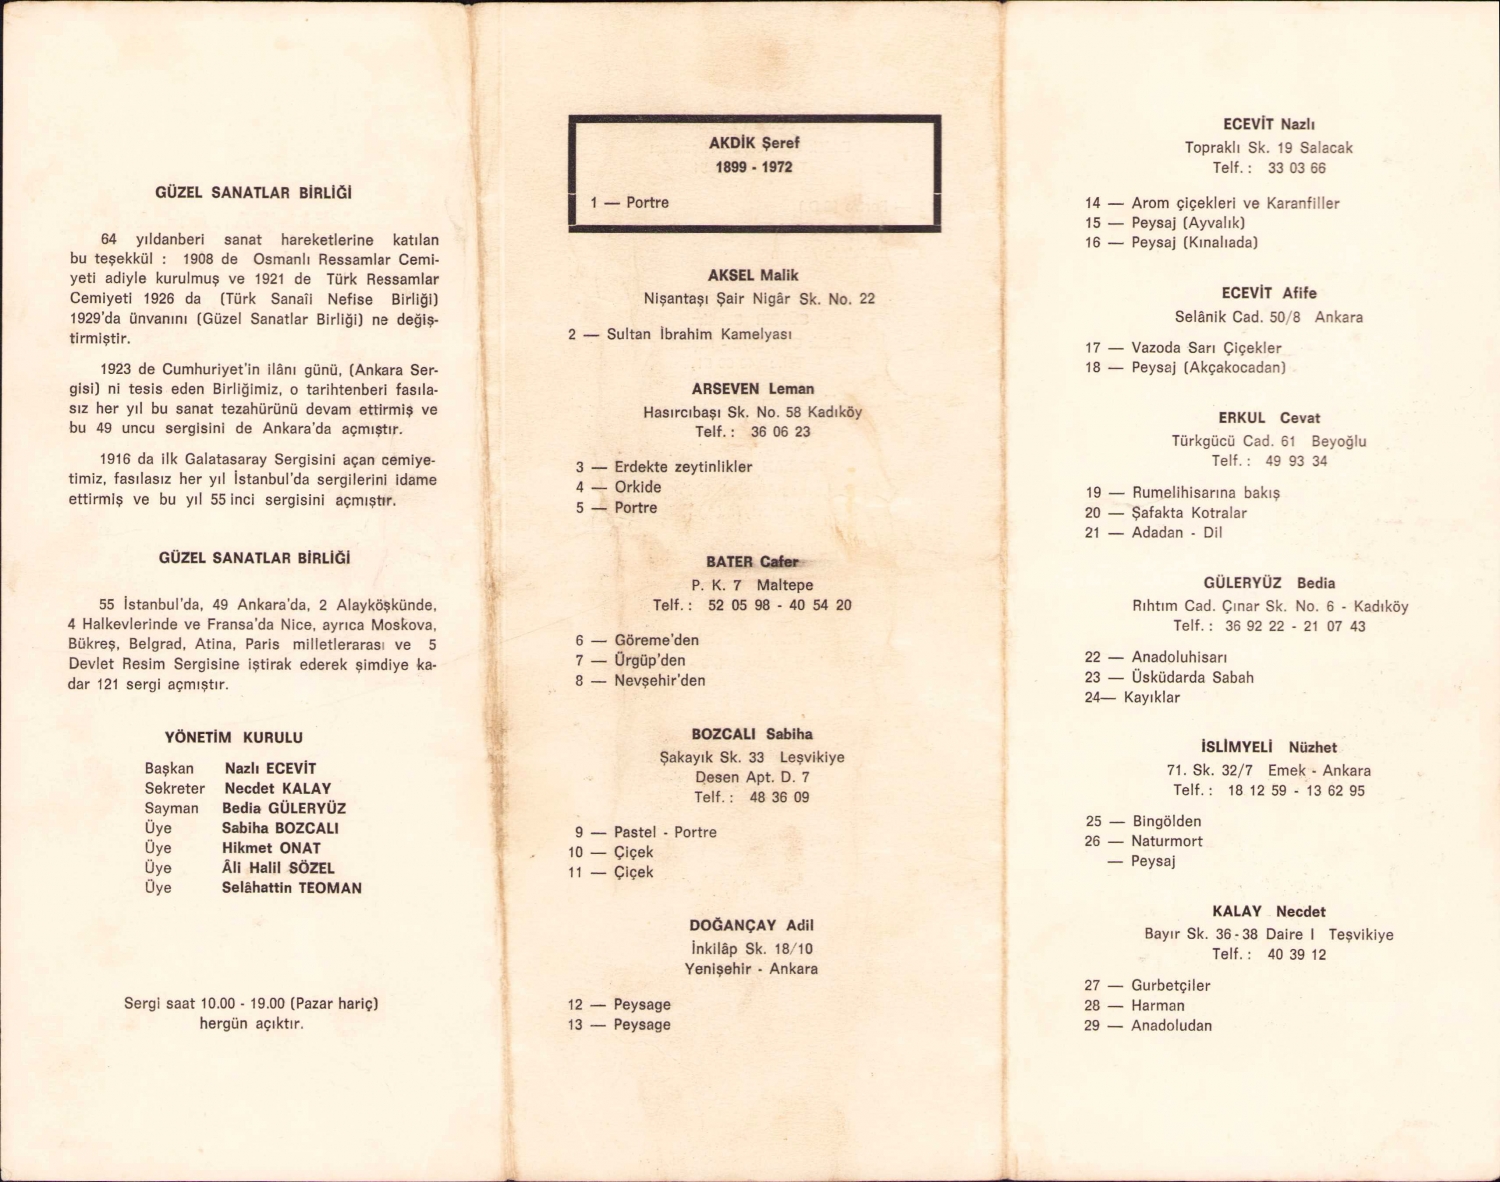 GÜZEL SANATLAR BİRLİĞİ
64 yıldanberi sanat hareketlerine katılan
bu teşekkül : 1908 de Osmanlı Ressamlar Cemi-
yeti adiyle kurulmuş ve 1921 de Türk Ressamlar
Cemiyeti 1926 da (Türk Sanaîi Nefise Birliği)
1929'da ünvanını (Güzel Sanatlar Birliği) ne değiş-
tirmiştir.
1923 de Cumhuriyet'in ilânı günü, (Ankara Ser-
gisi) ni tesis eden Birliğimiz, o tarihtenberi fasıla-
sız her yıl bu sanat tezahürünü devam ettirmiş ve
bu 49 uncu sergisini de Ankara'da açmıştır.
1916 da ilk Galatasaray Sergisini açan cemiye-
timiz, fasılasız her yıl İstanbul'da sergilerini idame
ettirmiş ve bu yıl 55 inci sergisini açmıştır.
GÜZEL SANATLAR BİRLİĞİ
55 İstanbul'da, 49 Ankara'da, 2 Alayköşkünde,
4 Halkevlerinde ve Fransa'da Nice, ayrıca Moskova,
Bükreş, Belgrad, Atina, Paris milletlerarası ve 5
Devlet Resim Sergisine iştirak ederek şimdiye ka-
dar 121 sergi açmıştır.
YÖNETİM KURULU
Başkan Nazlı ECEVİT
Sekreter Necdet KALAY
Sayman Bedia GÜLERYÜZ
Üye Sabiha BOZCALI
Üye Hikmet ONAT
Üye Âli Halil SÖZEL
Üye Selâhattin TEOMAN
Sergi saat 10.00 - 19.00 (Pazar hariç)
hergün açıktır.
AKDİK Şeref
1899 - 1972
1 — Portre
AKSEL Malik
Nişantaşı Şair Nigâr Sk. No. 22
2 — Sultan İbrahim Kamelyası
ARSEVEN Leman
Hasırcıbaşı Sk. No. 58 Kadıköy
Telf. : 36 06 23
3 — Erdekte zeytinlikler
4 — Orkide
5 — Portre
BATER Cafer
P. K. 7 Maltepe
Telf. : 52 05 98 - 40 54 20
6 — Göreme'den
7 — Ürgüp'den
8 — Nevşehir'den
BOZCALI Sabiha
Şakayık Sk. 33 Leşvikiye
Desen Apt. D. 7
Telf. : 48 36 09
9 — Pastel - Portre
10 — Çiçek
11 — Çiçek
DOĞANÇAY Adil
İnkilâp Sk. 18/10
Yenişehir - Ankara
12 — Peysage
13 — Peysage
ECEVİT Nazlı
Topraklı Sk. 19 Salacak
Telf. : 33 03 66
14 — Arom çiçekleri ve Karanfiller
15 — Peysaj (Ayvalık)
16 — Peysaj (Kınalıada)
ECEVİT Afife
Selânik Cad. 50/8 Ankara
17 — Vazoda Sarı Çiçekler
18 — Peysaj (Akçakocadan)
ERKUL Cevat
Türkgücü Cad. 61 Beyoğlu
Telf. : 49 93 34
19 — Rumelihisarına bakış
20 — Şafakta Kotralar
21 — Adadan - Dil
GÜLERYÜZ Bedia
Rıhtım Cad. Çınar Sk. No. 6 - Kadıköy
Telf. : 36 92 22 - 21 07 43
22 — Anadoluhisarı
23 — Üsküdarda Sabah
24— Kayıklar
İSLİMYELİ Nüzhet
71. Sk. 32/7 Emek - Ankara
Telf. : 18 12 59 - 13 62 95
25 — Bingölden
26 — Naturmort
— Peysaj
KALAY Necdet
Bayır Sk. 36-38 Daire I Teşvikiye
Telf. : 40 39 12
27 — Gurbetçiler
28 — Harman
29 — Anadoludan